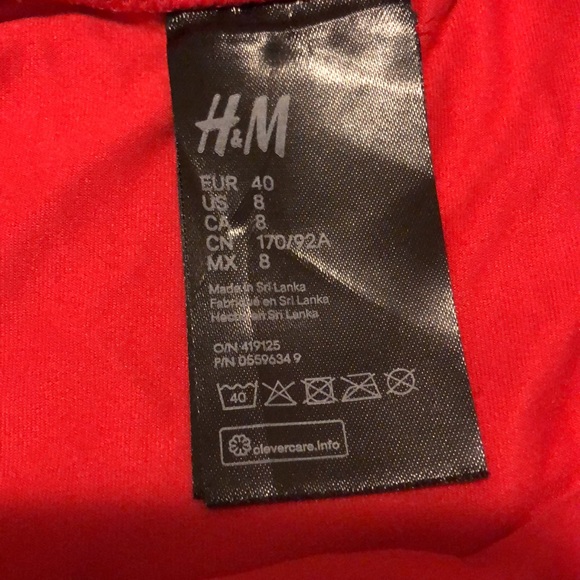 H&M
EUR 40
US 8
CA 8
CN 170/92A
MX 8
Made in Sri Lanka
Fabriqué en Sri Lanka
Hecho en Sri Lanka
O/N 419125
P/N 0559634 9
40
clevercare.info